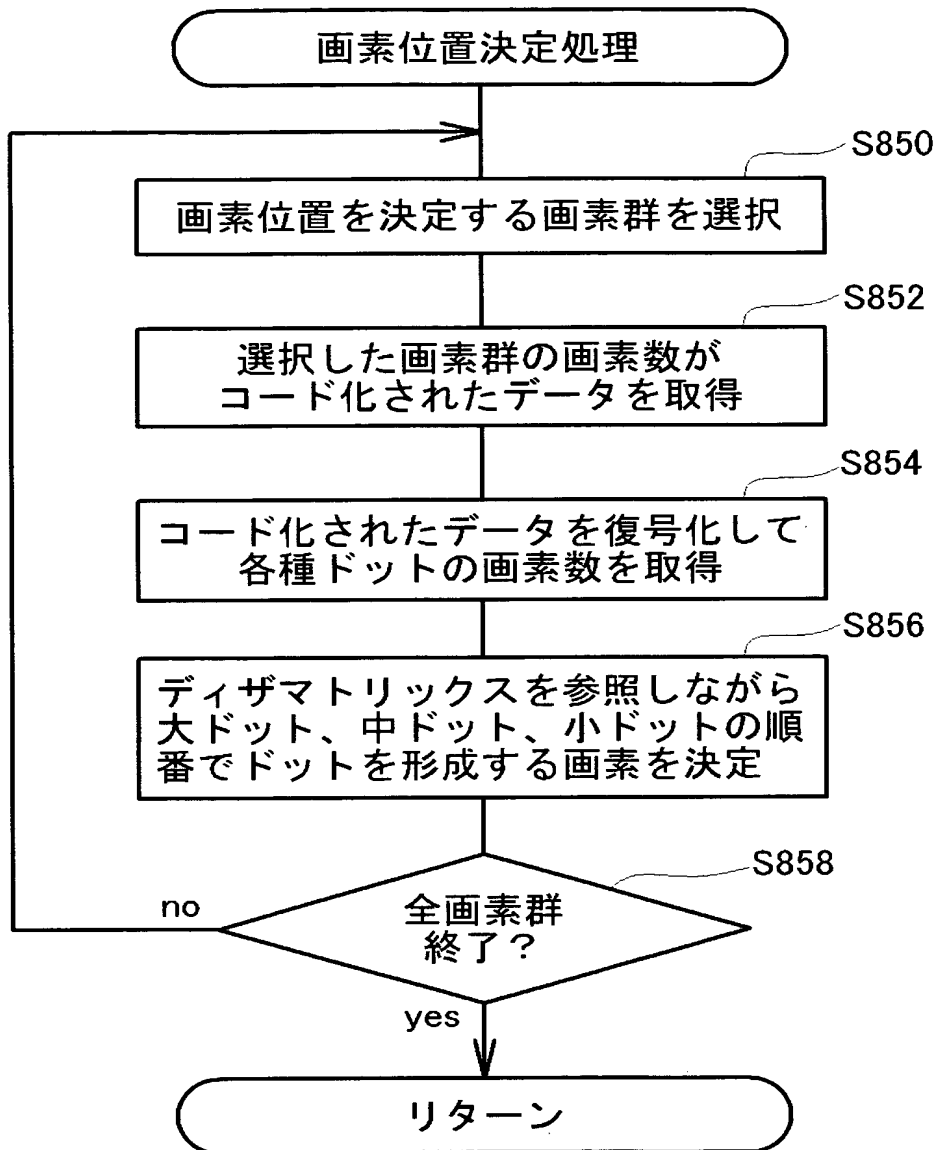 画素位置決定処理
S850
画素位置を決定する画素群を選択
S852
選択した画素群の画素数が
コード化されたデータを取得
S854
コード化されたデータを復号化して
各種ドットの画素数を取得
S856
ディザマトリックスを参照しながら
大ドット、中ドット、小ドットの順
番でドットを形成する画素を決定
S858
no
全画素群
終了?
yes
リターン